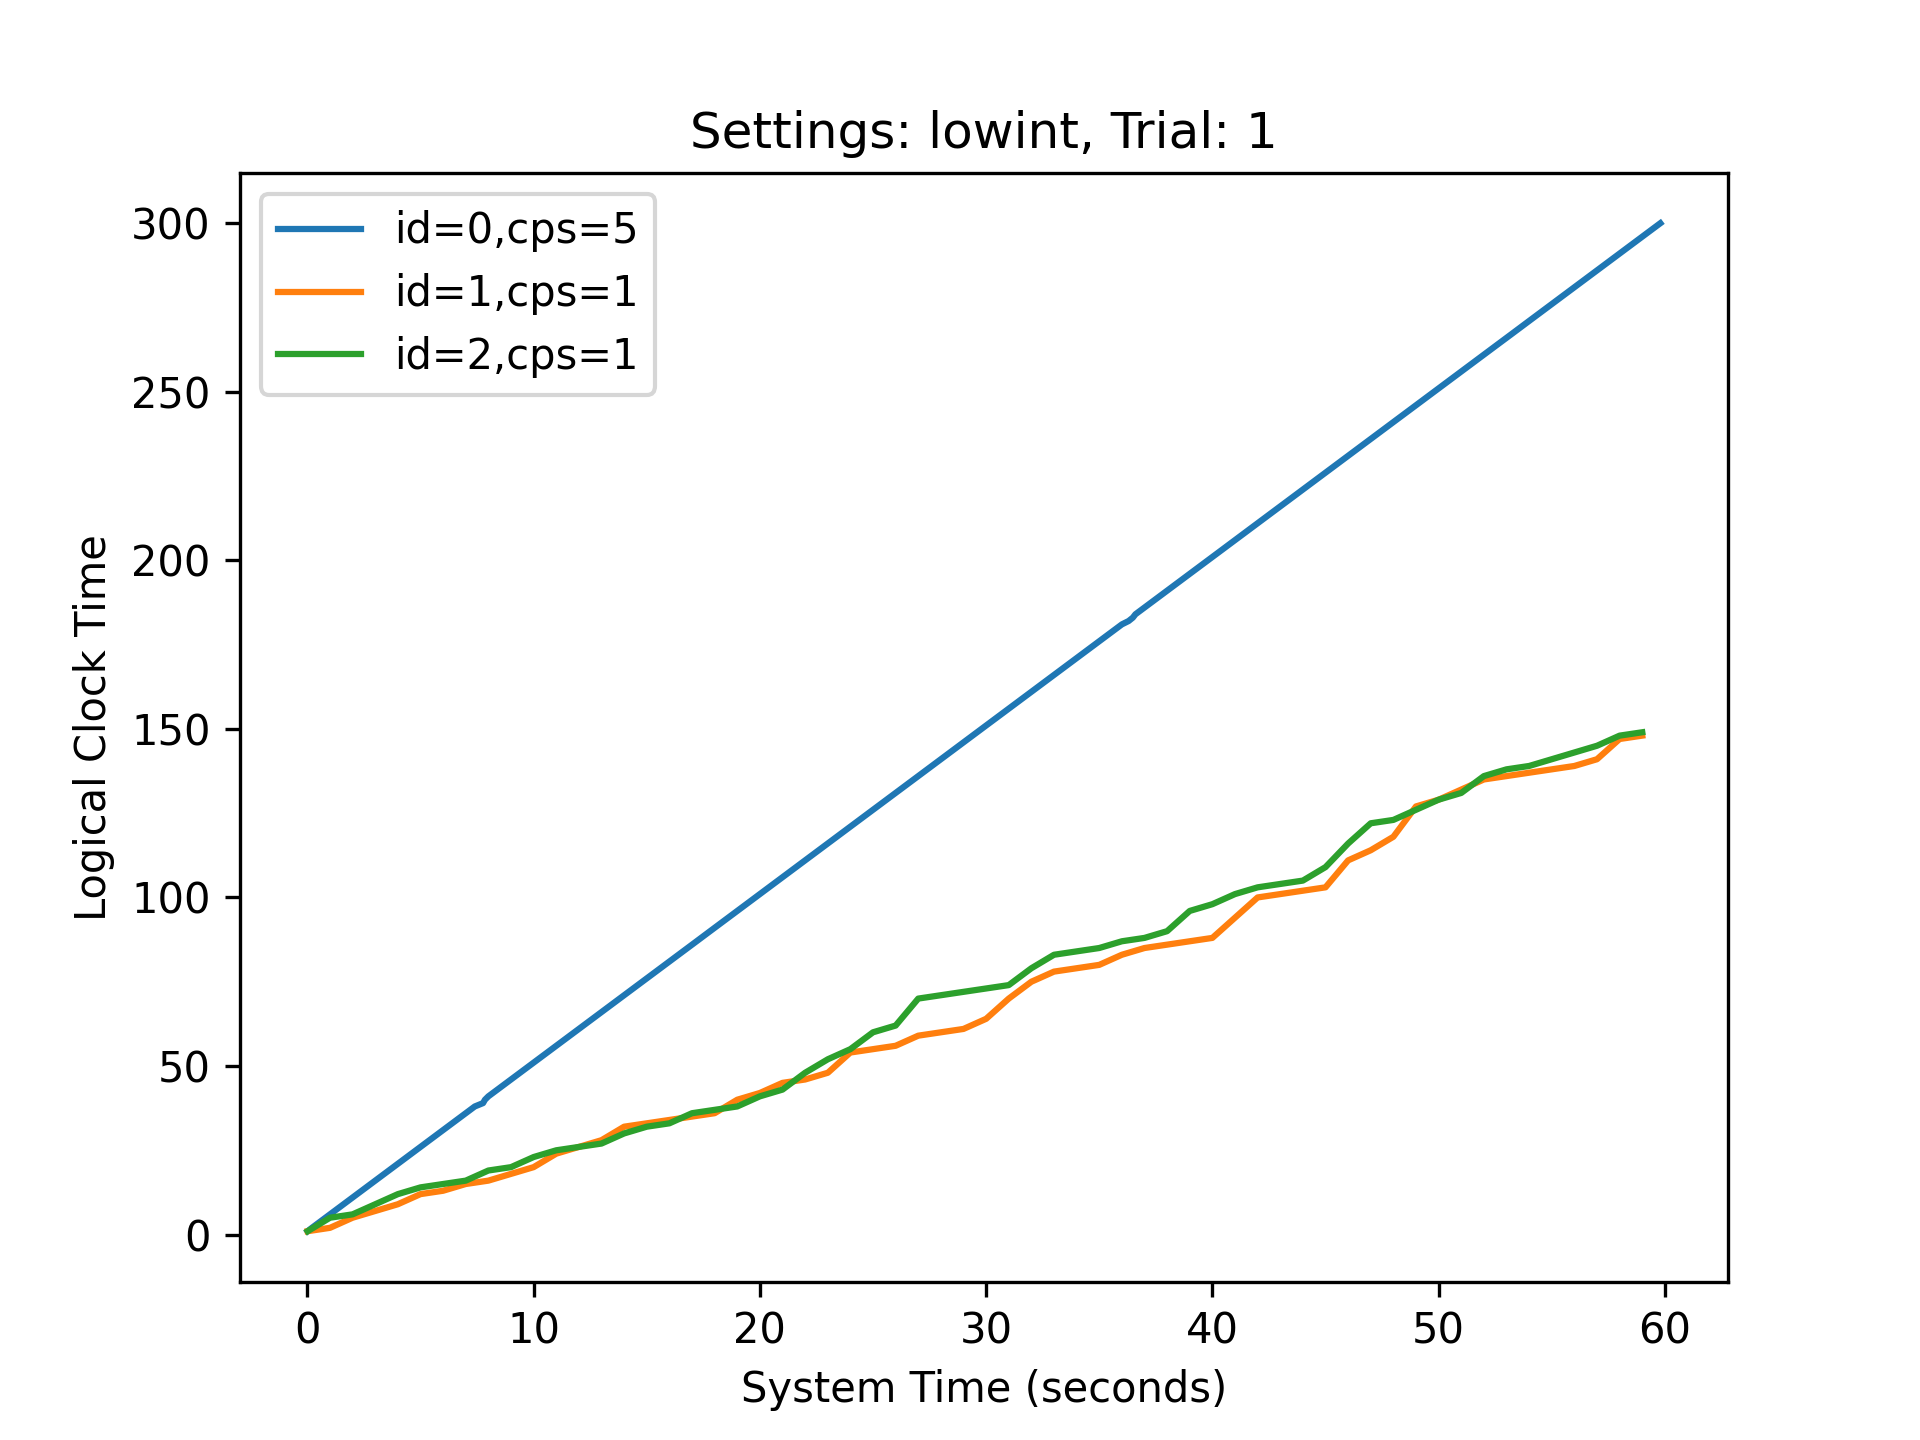 Settings: lowint, Trial: 1
id=0,cps=5
id=1,cps=1
id=2,cps=1
300
250
200
150
100
50
0
Logical Clock Time
0 10 20 30 40 50 60
System Time (seconds)